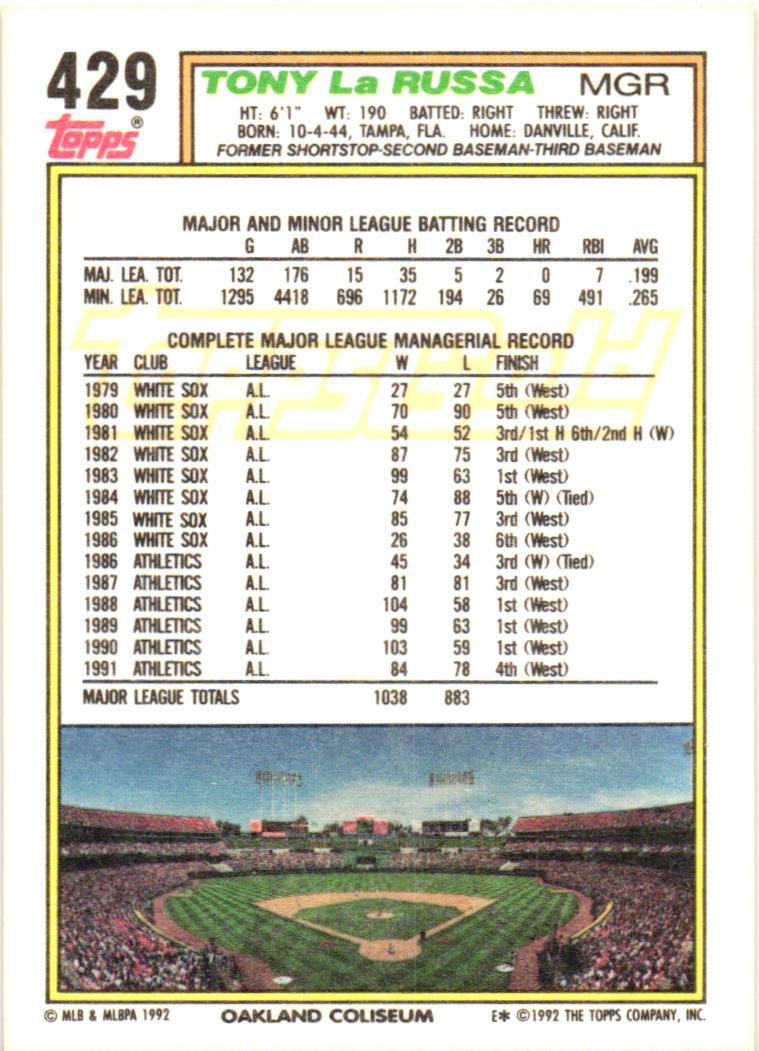 429
topps®
TONY La RUSSA MGR
HT: 6'1" WT: 190 BATTED: RIGHT THREW: RIGHT
BORN: 10-4-44, TAMPA, FLA. HOME: DANVILLE, CALIF.
FORMER SHORTSTOP-SECOND BASEMAN-THIRD BASEMAN
MAJOR AND MINOR LEAGUE BATTING RECORD
G AB R H 2B 3B HR RBI AVG
MAJ. LEA. TOT. 132 176 15 35 5 2 0 7 .199
MIN. LEA. TOT. 1295 4418 696 1172 194 26 69 491 .265
ToppsGold
COMPLETE MAJOR LEAGUE MANAGERIAL RECORD
YEAR CLUB LEAGUE W L FINISH
1979 WHITE SOX A.L. 27 27 5th (West)
1980 WHITE SOX A.L. 70 90 5th (West)
1981 WHITE SOX A.L. 54 52 3rd/1st H 6th/2nd H (W)
1982 WHITE SOX A.L. 87 75 3rd (West)
1983 WHITE SOX A.L. 99 63 1st (West)
1984 WHITE SOX A.L. 74 88 5th (W) (Tied)
1985 WHITE SOX A.L. 85 77 3rd (West)
1986 WHITE SOX A.L. 26 38 6th (West)
1986 ATHLETICS A.L. 45 34 3rd (W) (Tied)
1987 ATHLETICS A.L. 81 81 3rd (West)
1988 ATHLETICS A.L. 104 58 1st (West)
1989 ATHLETICS A.L. 99 63 1st (West)
1990 ATHLETICS A.L. 103 59 1st (West)
1991 ATHLETICS A.L. 84 78 4th (West)
MAJOR LEAGUE TOTALS 1038 883
© MLB & MLBPA 1992 OAKLAND COLISEUM E* ©1992 THE TOPPS COMPANY, INC.